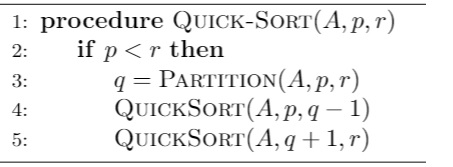 1: procedure QUICK-SORT(A, p, r)
2: if p < r then
3: q = PARTITION(A, p, r)
4: QUICKSORT(A, p, q − 1)
5: QUICKSORT(A, q + 1, r)